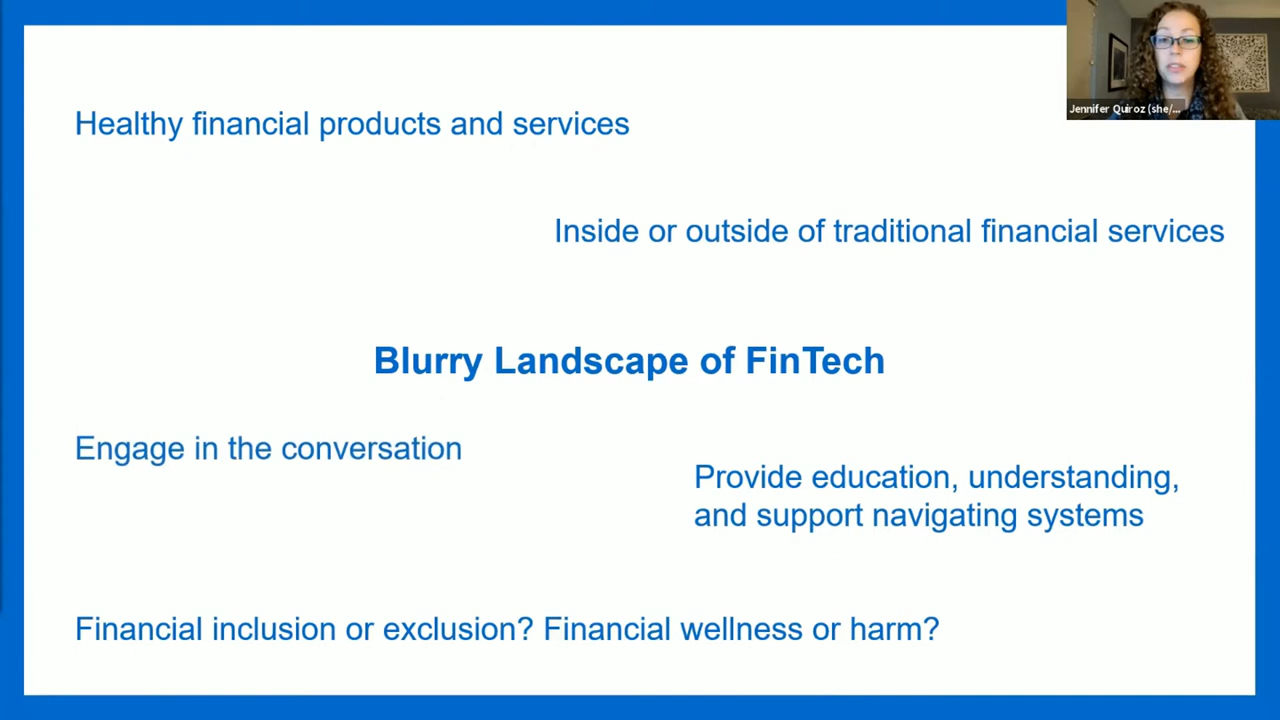 Healthy financial products and services
Jennifer Quiroz (she/...
Inside or outside of traditional financial services
Blurry Landscape of FinTech
Engage in the conversation
Provide education, understanding,
and support navigating systems
Financial inclusion or exclusion? Financial wellness or harm?